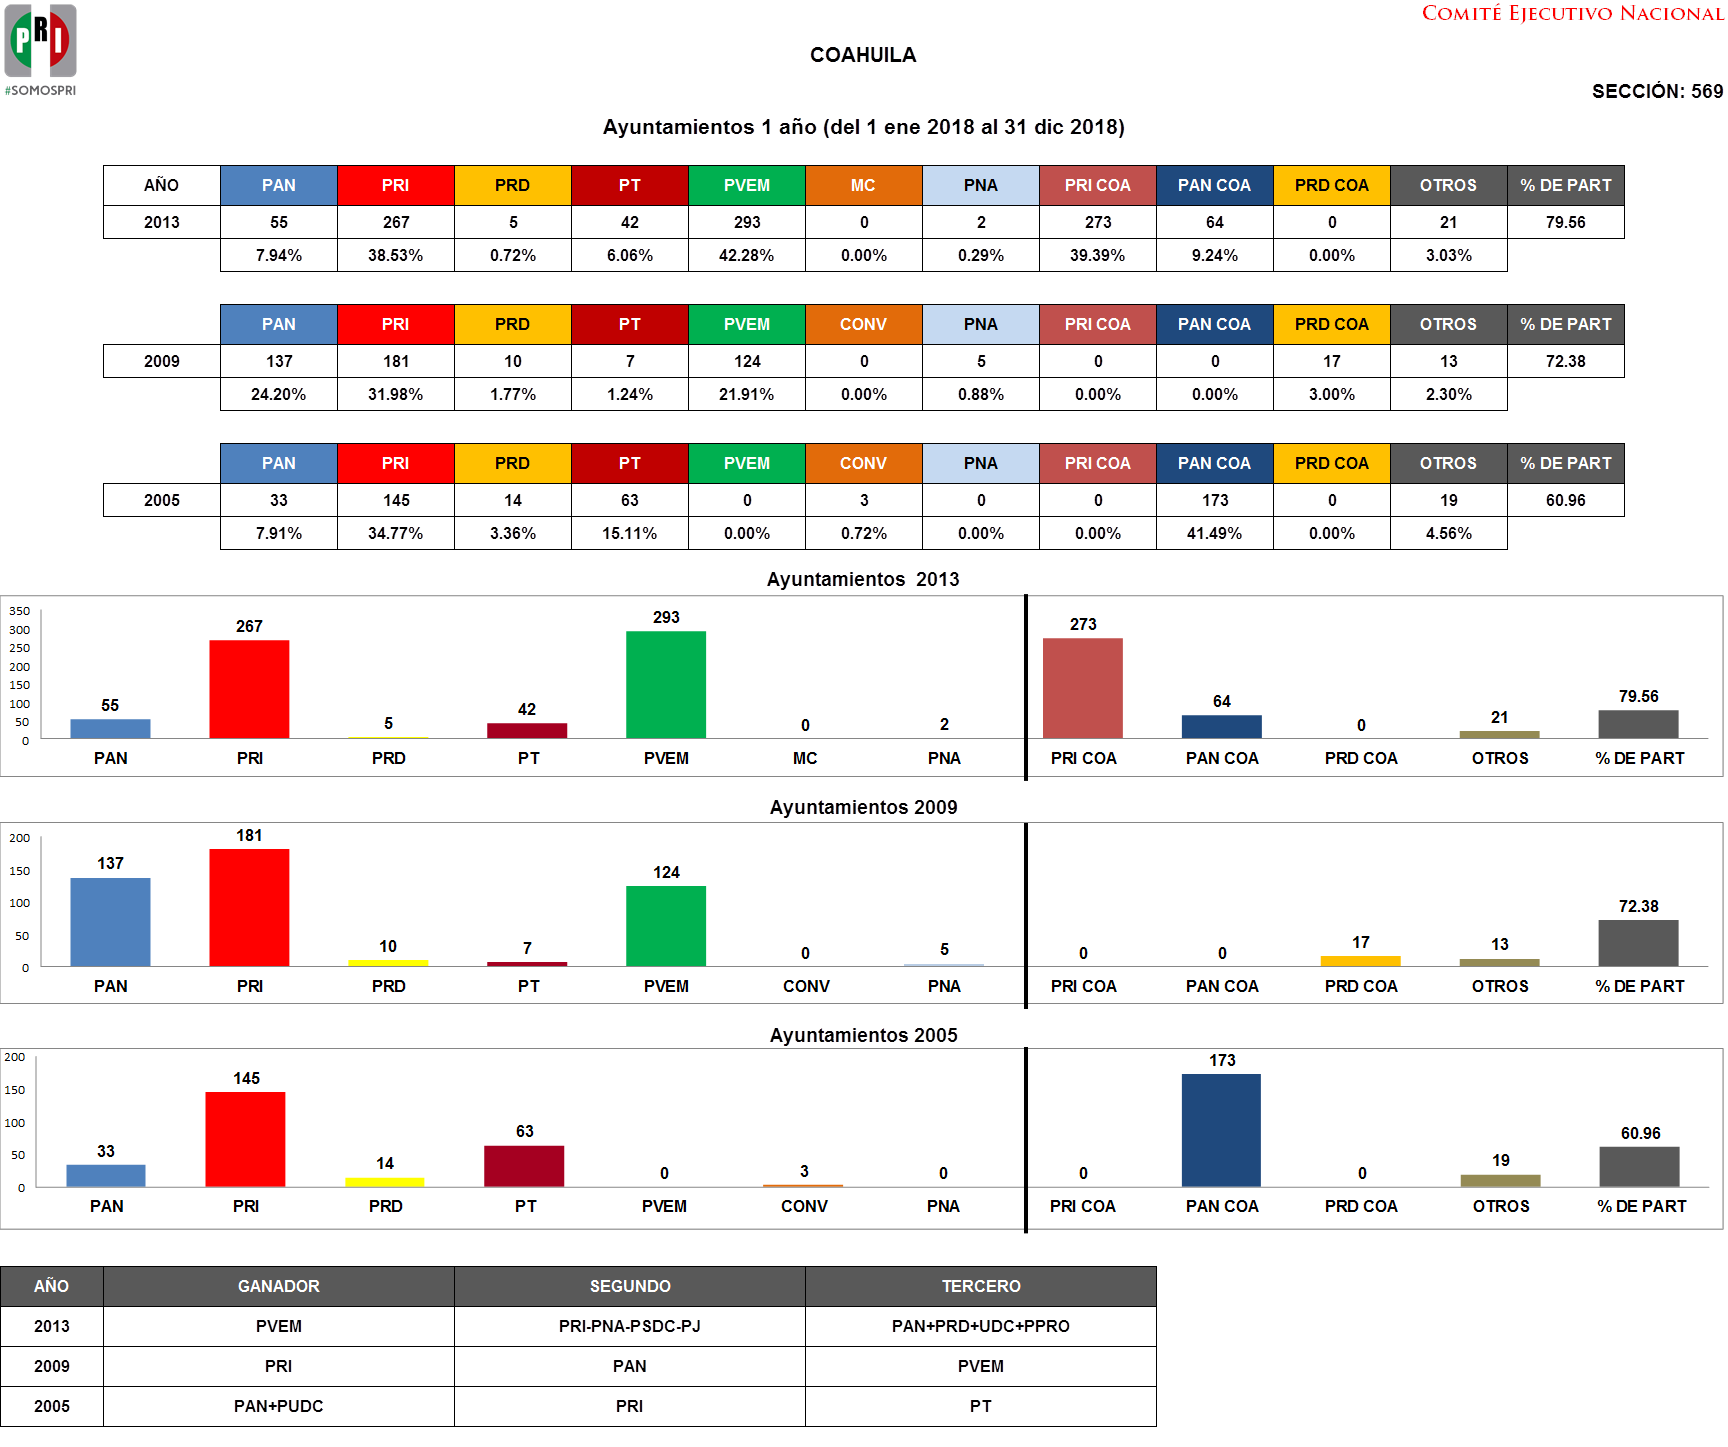 COMITÉ EJECUTIVO NACIONAL
PRI
#SOMOSPRI
COAHUILA
SECCIÓN: 569
Ayuntamientos 1 año (del 1 ene 2018 al 31 dic 2018)
AÑO PAN PRI PRD PT PVEM MC PNA PRI COA PAN COA PRD COA OTROS % DE PART
2013 55 267 5 42 293 0 2 273 64 0 21 79.56
7.94% 38.53% 0.72% 6.06% 42.28% 0.00% 0.29% 39.39% 9.24% 0.00% 3.03%
PAN PRI PRD PT PVEM CONV PNA PRI COA PAN COA PRD COA OTROS % DE PART
2009 137 181 10 7 124 0 5 0 0 17 13 72.38
24.20% 31.98% 1.77% 1.24% 21.91% 0.00% 0.88% 0.00% 0.00% 3.00% 2.30%
PAN PRI PRD PT PVEM CONV PNA PRI COA PAN COA PRD COA OTROS % DE PART
2005 33 145 14 63 0 3 0 0 173 0 19 60.96
7.91% 34.77% 3.36% 15.11% 0.00% 0.72% 0.00% 0.00% 41.49% 0.00% 4.56%
Ayuntamientos 2013
350
300
250
200
150
100
50
0
55 267 5 42 293 0 2 273 64 0 21 79.56
PAN PRI PRD PT PVEM MC PNA PRI COA PAN COA PRD COA OTROS % DE PART
Ayuntamientos 2009
200
150
100
50
0
137 181 10 7 124 0 5 0 0 17 13 72.38
PAN PRI PRD PT PVEM CONV PNA PRI COA PAN COA PRD COA OTROS % DE PART
Ayuntamientos 2005
200
150
100
50
0
33 145 14 63 0 3 0 0 173 0 19 60.96
PAN PRI PRD PT PVEM CONV PNA PRI COA PAN COA PRD COA OTROS % DE PART
AÑO GANADOR SEGUNDO TERCERO
2013 PVEM PRI-PNA-PSDC-PJ PAN+PRD+UDC+PPRO
2009 PRI PAN PVEM
2005 PAN+PUDC PRI PT